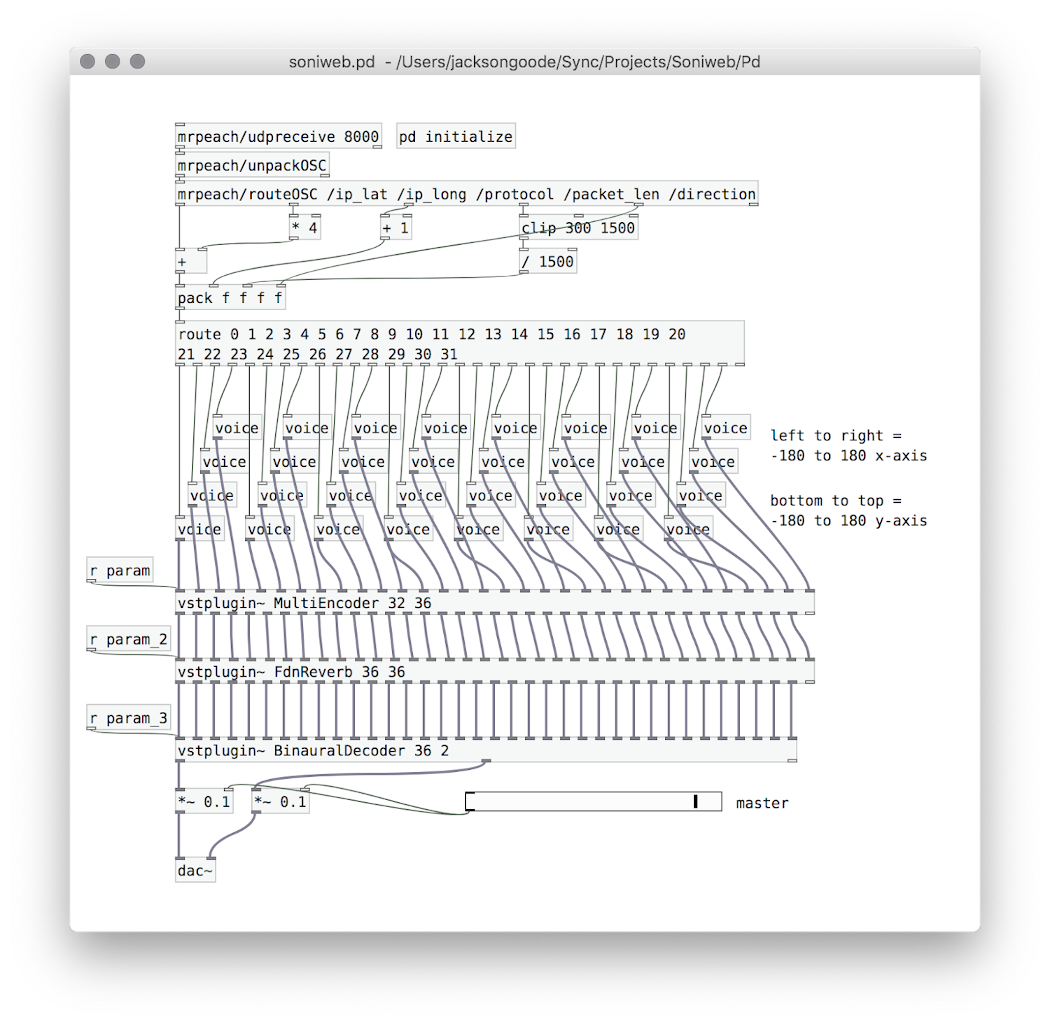 soniweb.pd - /Users/jacksongoode/Sync/Projects/Soniweb/Pd
mrpeach/udpreceive 8000
pd initialize
mrpeach/unpackOSC
mrpeach/routeOSC /ip_lat /ip_long /protocol /packet_len /direction
* 4
+ 1
clip 300 1500
+
/ 1500
pack f f f f
route 0 1 2 3 4 5 6 7 8 9 10 11 12 13 14 15 16 17 18 19 20
21 22 23 24 25 26 27 28 29 30 31
voice voice voice voice voice voice voice voice
voice voice voice voice voice voice voice voice
voice voice voice voice voice voice voice voice
voice voice voice voice voice voice voice voice
left to right =
-180 to 180 x-axis
bottom to top =
-180 to 180 y-axis
r param
vstplugin~ MultiEncoder 32 36
r param_2
vstplugin~ FdnReverb 36 36
r param_3
vstplugin~ BinauralDecoder 36 2
*~ 0.1
*~ 0.1
master
dac~